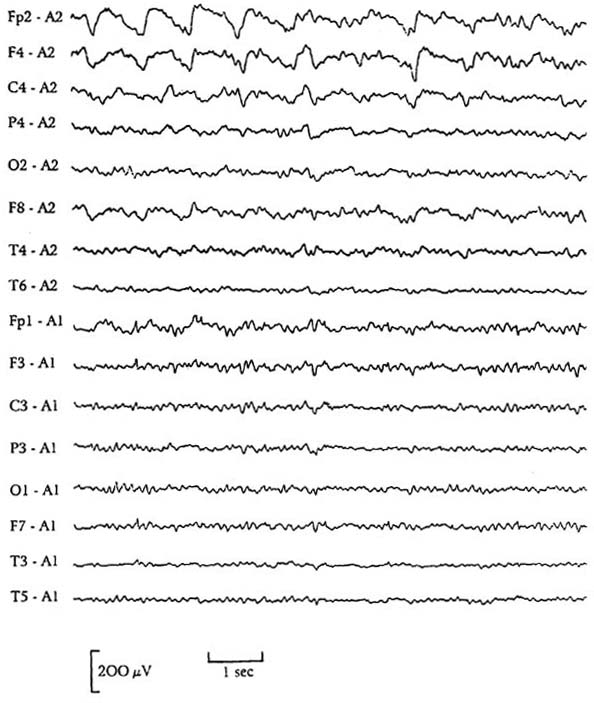 Fp2 - A2
F4 - A2
C4 - A2
P4 - A2
O2 - A2
F8 - A2
T4 - A2
T6 - A2
Fp1 - A1
F3 - A1
C3 - A1
P3 - A1
O1 - A1
F7 - A1
T3 - A1
T5 - A1
200 µV
1 sec